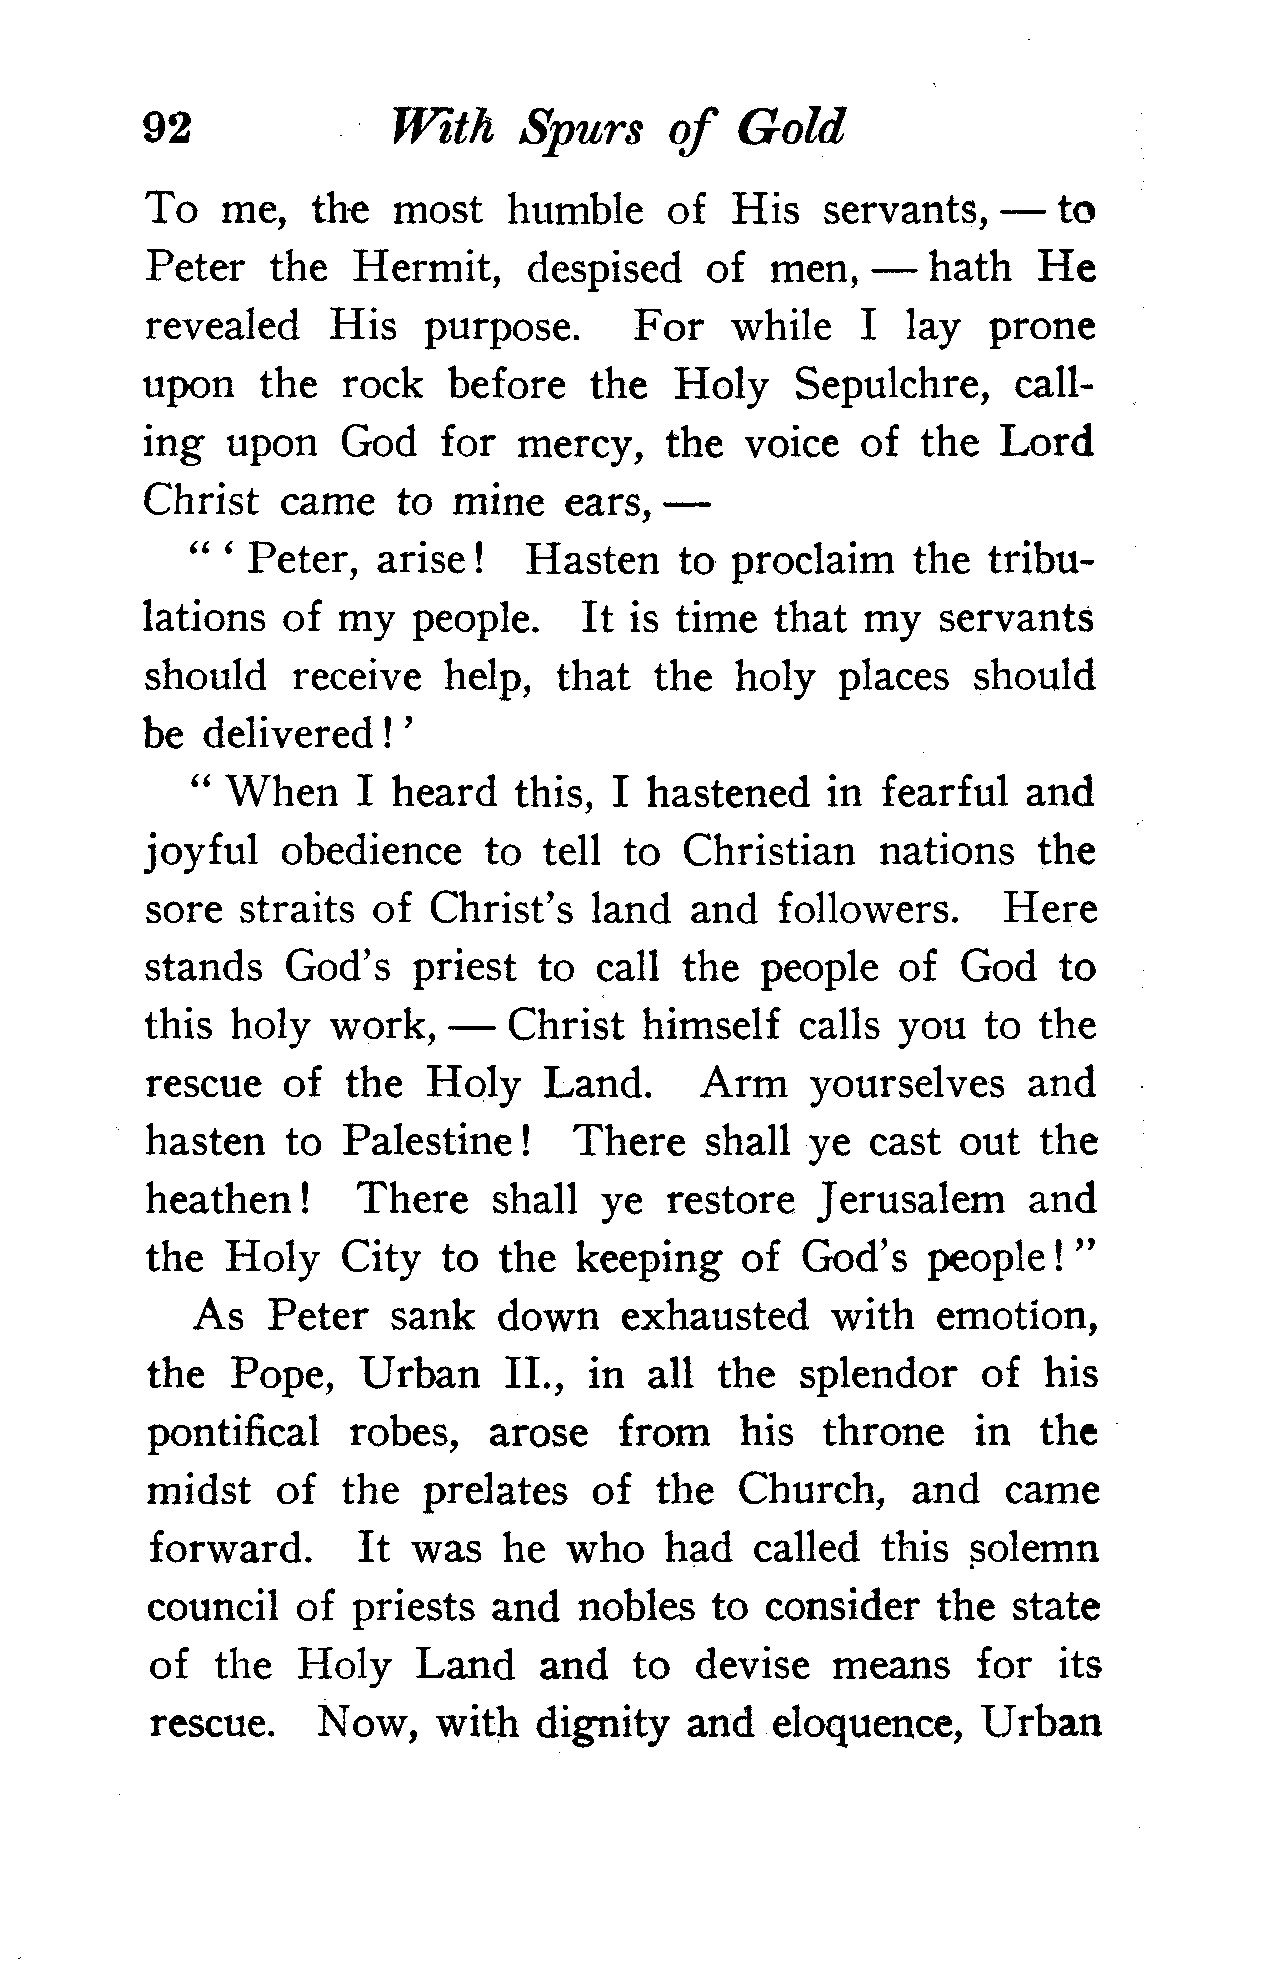 92 With Spurs of Gold
To me, the most humble of His servants, — to
Peter the Hermit, despised of men, — hath He
revealed His purpose. For while I lay prone
upon the rock before the Holy Sepulchre, call-
ing upon God for mercy, the voice of the Lord
Christ came to mine ears, —
“ ‘ Peter, arise ! Hasten to proclaim the tribu-
lations of my people. It is time that my servants
should receive help, that the holy places should
be delivered ! ’
“ When I heard this, I hastened in fearful and
joyful obedience to tell to Christian nations the
sore straits of Christ’s land and followers. Here
stands God’s priest to call the people of God to
this holy work, — Christ himself calls you to the
rescue of the Holy Land. Arm yourselves and
hasten to Palestine ! There shall ye cast out the
heathen ! There shall ye restore Jerusalem and
the Holy City to the keeping of God’s people ! ”
As Peter sank down exhausted with emotion,
the Pope, Urban II., in all the splendor of his
pontifical robes, arose from his throne in the
midst of the prelates of the Church, and came
forward. It was he who had called this solemn
council of priests and nobles to consider the state
of the Holy Land and to devise means for its
rescue. Now, with dignity and eloquence, Urban